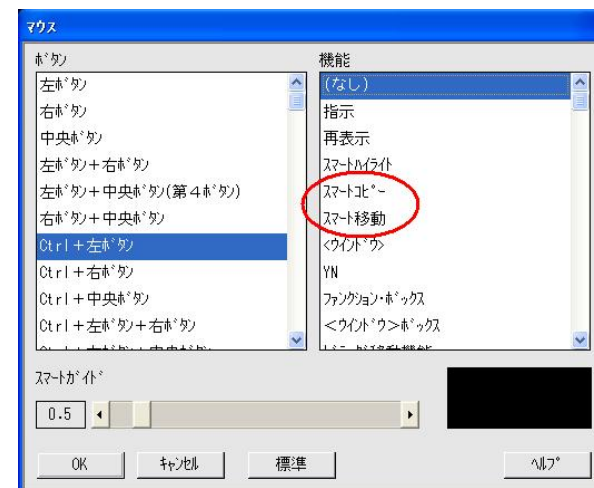 マウス
ボタン
機能
左ボタン
右ボタン
中央ボタン
左ボタン+右ボタン
左ボタン+中央ボタン(第4ボタン)
右ボタン+中央ボタン
Ctrl+左ボタン
Ctrl+右ボタン
Ctrl+中央ボタン
Ctrl+左ボタン+右ボタン
(なし)
指示
再表示
スマートハイライト
スマートコピー
スマート移動
<ウインドウ>
YN
ファンクション・ボックス
<ウインドウ>ボックス
スマートガイド
0.5
OK
キャンセル
標準
ヘルプ